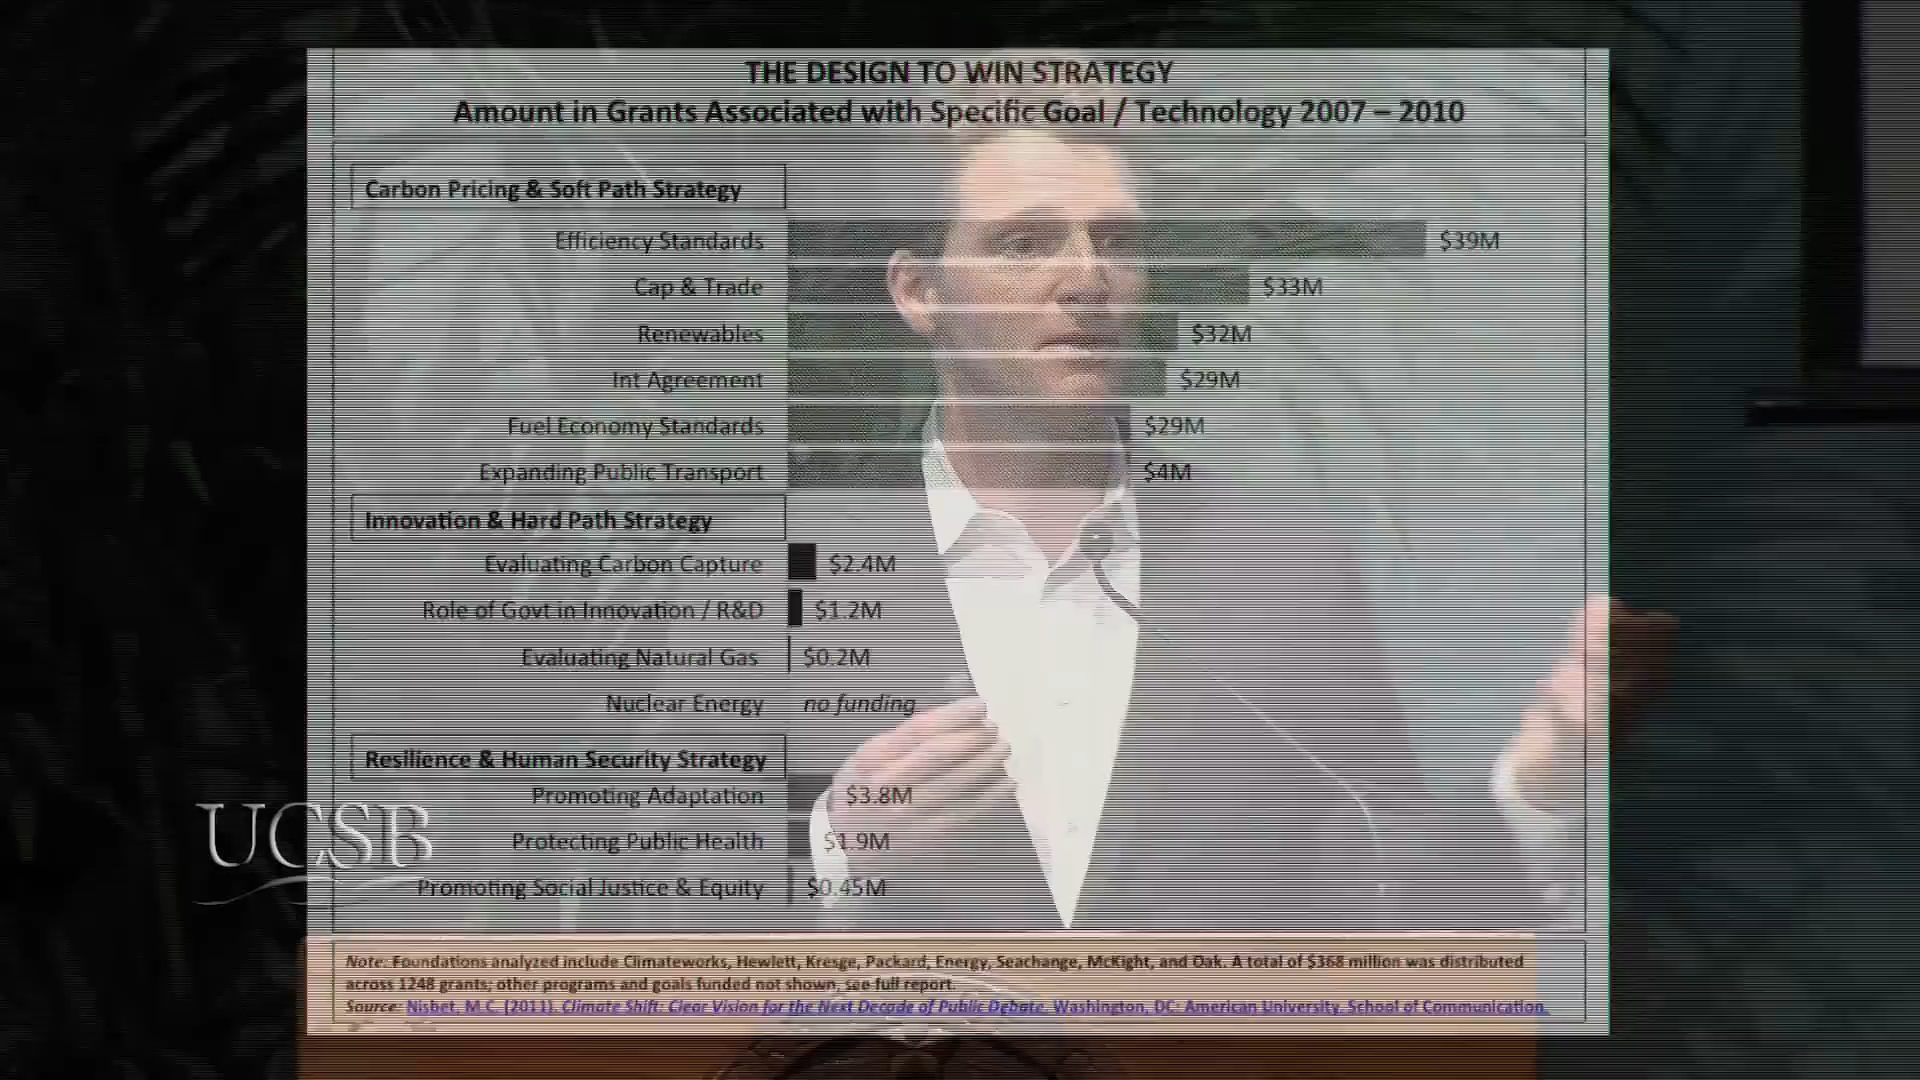 THE DESIGN TO WIN STRATEGY
Amount in Grants Associated with Specific Goal / Technology 2007 – 2010
Carbon Pricing & Soft Path Strategy
Efficiency Standards $39M
Cap & Trade $33M
Renewables $32M
Int Agreement $29M
Fuel Economy Standards $29M
Expanding Public Transport $4M
Innovation & Hard Path Strategy
Evaluating Carbon Capture $2.4M
Role of Govt in Innovation / R&D $1.2M
Evaluating Natural Gas $0.2M
Nuclear Energy no funding
Resilience & Human Security Strategy
Promoting Adaptation $3.8M
Protecting Public Health $1.9M
Promoting Social Justice & Equity $0.45M
UCSB
Note: Foundations analyzed include Climateworks, Hewlett, Kresge, Packard, Energy, Seachange, McKight, and Oak. A total of $368 million was distributed
across 1248 grants; other programs and goals funded not shown, see full report.
Source: Nisbet, M.C. (2011). Climate Shift: Clear Vision for the Next Decade of Public Debate. Washington, DC: American University, School of Communication.